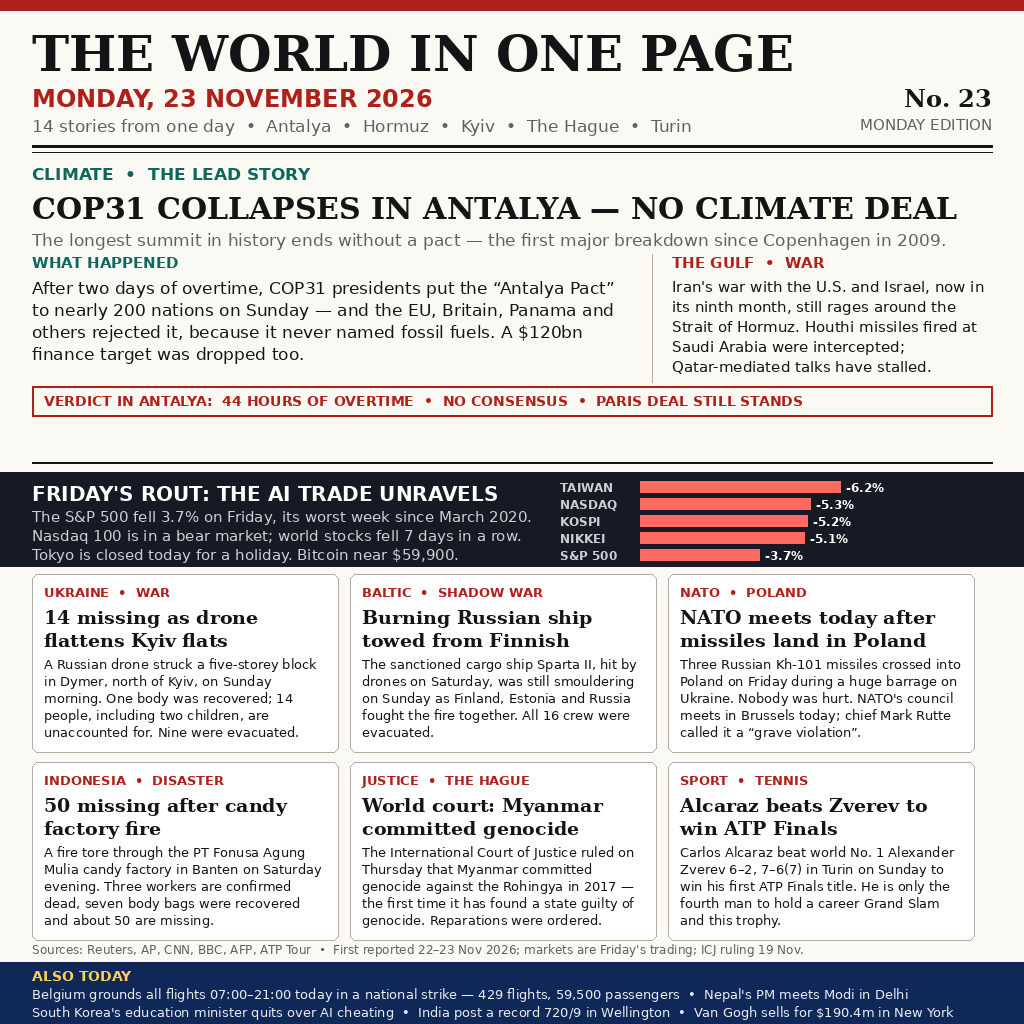 THE WORLD IN ONE PAGE
MONDAY, 23 NOVEMBER 2026
No. 23
14 stories from one day • Antalya • Hormuz • Kyiv • The Hague • Turin
MONDAY EDITION
CLIMATE • THE LEAD STORY
COP31 COLLAPSES IN ANTALYA — NO CLIMATE DEAL
The longest summit in history ends without a pact — the first major breakdown since Copenhagen in 2009.
WHAT HAPPENED
After two days of overtime, COP31 presidents put the “Antalya Pact”
to nearly 200 nations on Sunday — and the EU, Britain, Panama and
others rejected it, because it never named fossil fuels. A $120bn
finance target was dropped too.
THE GULF • WAR
Iran's war with the U.S. and Israel, now in
its ninth month, still rages around the
Strait of Hormuz. Houthi missiles fired at
Saudi Arabia were intercepted;
Qatar-mediated talks have stalled.
VERDICT IN ANTALYA: 44 HOURS OF OVERTIME • NO CONSENSUS • PARIS DEAL STILL STANDS
FRIDAY'S ROUT: THE AI TRADE UNRAVELS
The S&P 500 fell 3.7% on Friday, its worst week since March 2020.
Nasdaq 100 is in a bear market; world stocks fell 7 days in a row.
Tokyo is closed today for a holiday. Bitcoin near $59,900.
TAIWAN -6.2%
NASDAQ -5.3%
KOSPI -5.2%
NIKKEI -5.1%
S&P 500 -3.7%
UKRAINE • WAR
14 missing as drone
flattens Kyiv flats
A Russian drone struck a five-storey block
in Dymer, north of Kyiv, on Sunday
morning. One body was recovered; 14
people, including two children, are
unaccounted for. Nine were evacuated.
BALTIC • SHADOW WAR
Burning Russian ship
towed from Finnish
The sanctioned cargo ship Sparta II, hit by
drones on Saturday, was still smouldering
on Sunday as Finland, Estonia and Russia
fought the fire together. All 16 crew were
evacuated.
NATO • POLAND
NATO meets today after
missiles land in Poland
Three Russian Kh-101 missiles crossed into
Poland on Friday during a huge barrage on
Ukraine. Nobody was hurt. NATO's council
meets in Brussels today; chief Mark Rutte
called it a “grave violation”.
INDONESIA • DISASTER
50 missing after candy
factory fire
A fire tore through the PT Fonusa Agung
Mulia candy factory in Banten on Saturday
evening. Three workers are confirmed
dead, seven body bags were recovered
and about 50 are missing.
JUSTICE • THE HAGUE
World court: Myanmar
committed genocide
The International Court of Justice ruled on
Thursday that Myanmar committed
genocide against the Rohingya in 2017 —
the first time it has found a state guilty of
genocide. Reparations were ordered.
SPORT • TENNIS
Alcaraz beats Zverev to
win ATP Finals
Carlos Alcaraz beat world No. 1 Alexander
Zverev 6–2, 7–6(7) in Turin on Sunday to
win his first ATP Finals title. He is only the
fourth man to hold a career Grand Slam
and this trophy.
Sources: Reuters, AP, CNN, BBC, AFP, ATP Tour • First reported 22–23 Nov 2026; markets are Friday's trading; ICJ ruling 19 Nov.
ALSO TODAY
Belgium grounds all flights 07:00–21:00 today in a national strike — 429 flights, 59,500 passengers • Nepal's PM meets Modi in Delhi
South Korea's education minister quits over AI cheating • India post a record 720/9 in Wellington • Van Gogh sells for $190.4m in New York